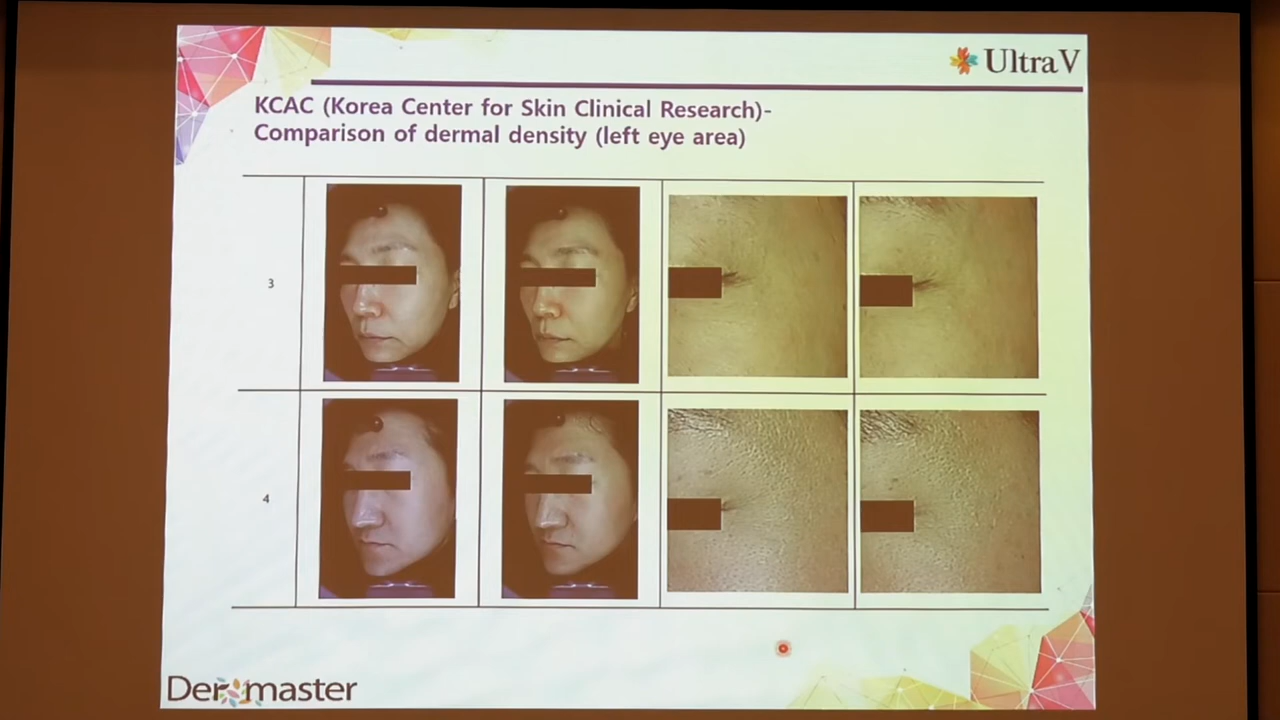 UltraV
KCAC (Korea Center for Skin Clinical Research)-
Comparison of dermal density (left eye area)
3
4
Dermaster